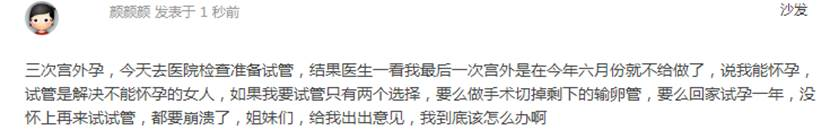 颜颜颜 发表于 1 秒前
沙发
三次宫外孕，今天去医院检查准备试管，结果医生一看我最后一次宫外是在今年六月份就不给做了，说我能怀孕，
试管是解决不能怀孕的女人，如果我要试管只有两个选择，要么做手术切掉剩下的输卵管，要么回家试孕一年，没
怀上再来试试管，都要崩溃了，姐妹们，给我出出意见，我到底该怎么办啊